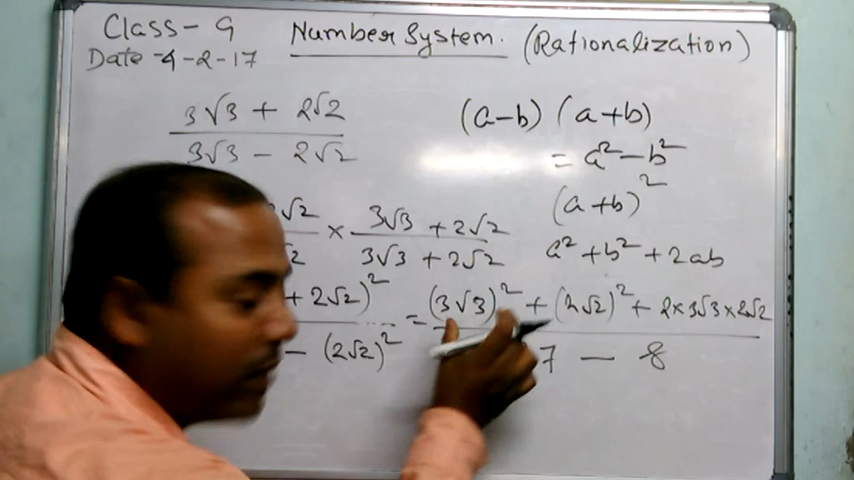 Class - 9 Number System. (Rationalization)
Date - 4-2-17
3√3 + 2√2 (a-b) (a+b)
3√3 - 2√2 = a² - b²
(a+b)²
√2 × 3√3 + 2√2
√2 3√3 + 2√2 a² + b² + 2ab
+ 2√2)² = (3√3)² + (2√2)² + 2×3√3×2√2
- (2√2)² 7 - 8